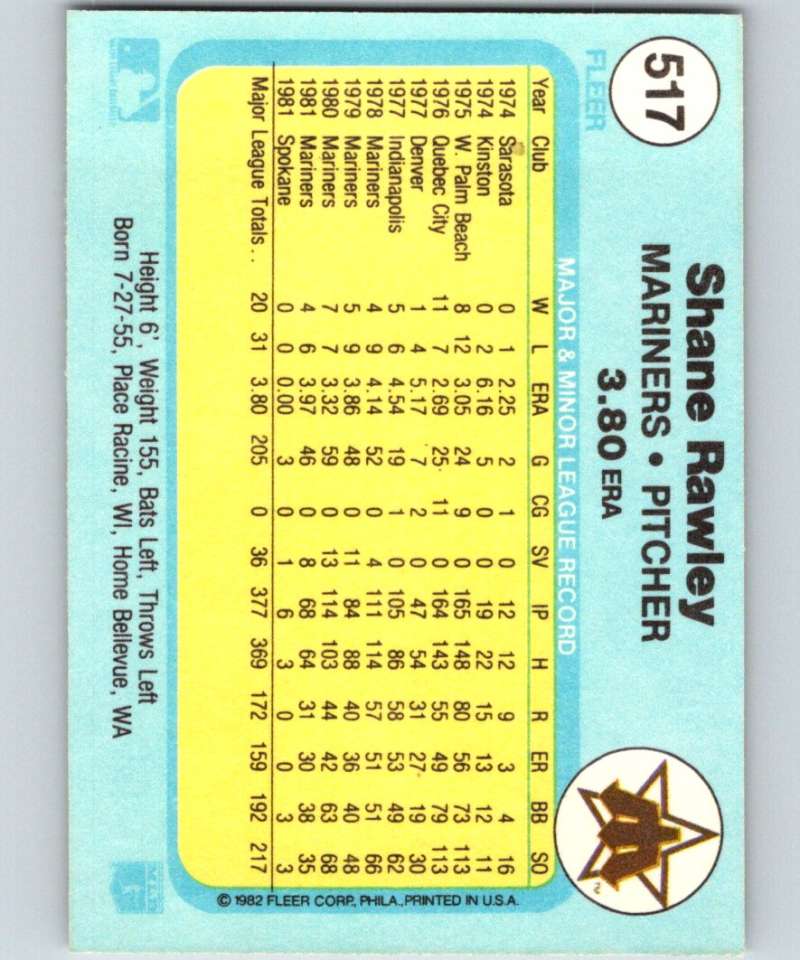 517
Shane Rawley
MARINERS • PITCHER
3.80 ERA
FLEER
MAJOR & MINOR LEAGUE RECORD
Year Club W L ERA G CG SV IP H R ER BB SO
1974 Sarasota 0 1 2.25 2 1 0 12 12 9 3 4 16
1974 Kinston 0 2 6.16 5 0 0 19 22 15 13 12 11
1975 W. Palm Beach 8 12 3.05 24 9 0 165 148 80 56 73 113
1976 Quebec City 11 7 2.69 25 11 0 164 143 55 49 79 113
1977 Denver 1 4 5.17 7 2 0 47 54 31 27 19 30
1977 Indianapolis 5 6 4.54 19 1 0 105 86 58 53 49 62
1978 Mariners 4 9 4.14 52 0 4 111 114 57 51 51 66
1979 Mariners 5 9 3.86 48 0 11 84 88 40 36 40 48
1980 Mariners 7 7 3.32 59 0 13 114 103 44 42 63 68
1981 Mariners 4 6 3.97 46 0 8 68 64 31 30 38 35
1981 Spokane 0 0 0.00 3 0 1 6 3 0 0 3 3
Major League Totals . . 20 31 3.80 205 0 36 377 369 172 159 192 217
© 1982 FLEER CORP., PHILA., PRINTED IN U.S.A.
Height 6', Weight 155, Bats Left, Throws Left
Born 7-27-55, Place Racine, WI, Home Bellevue, WA